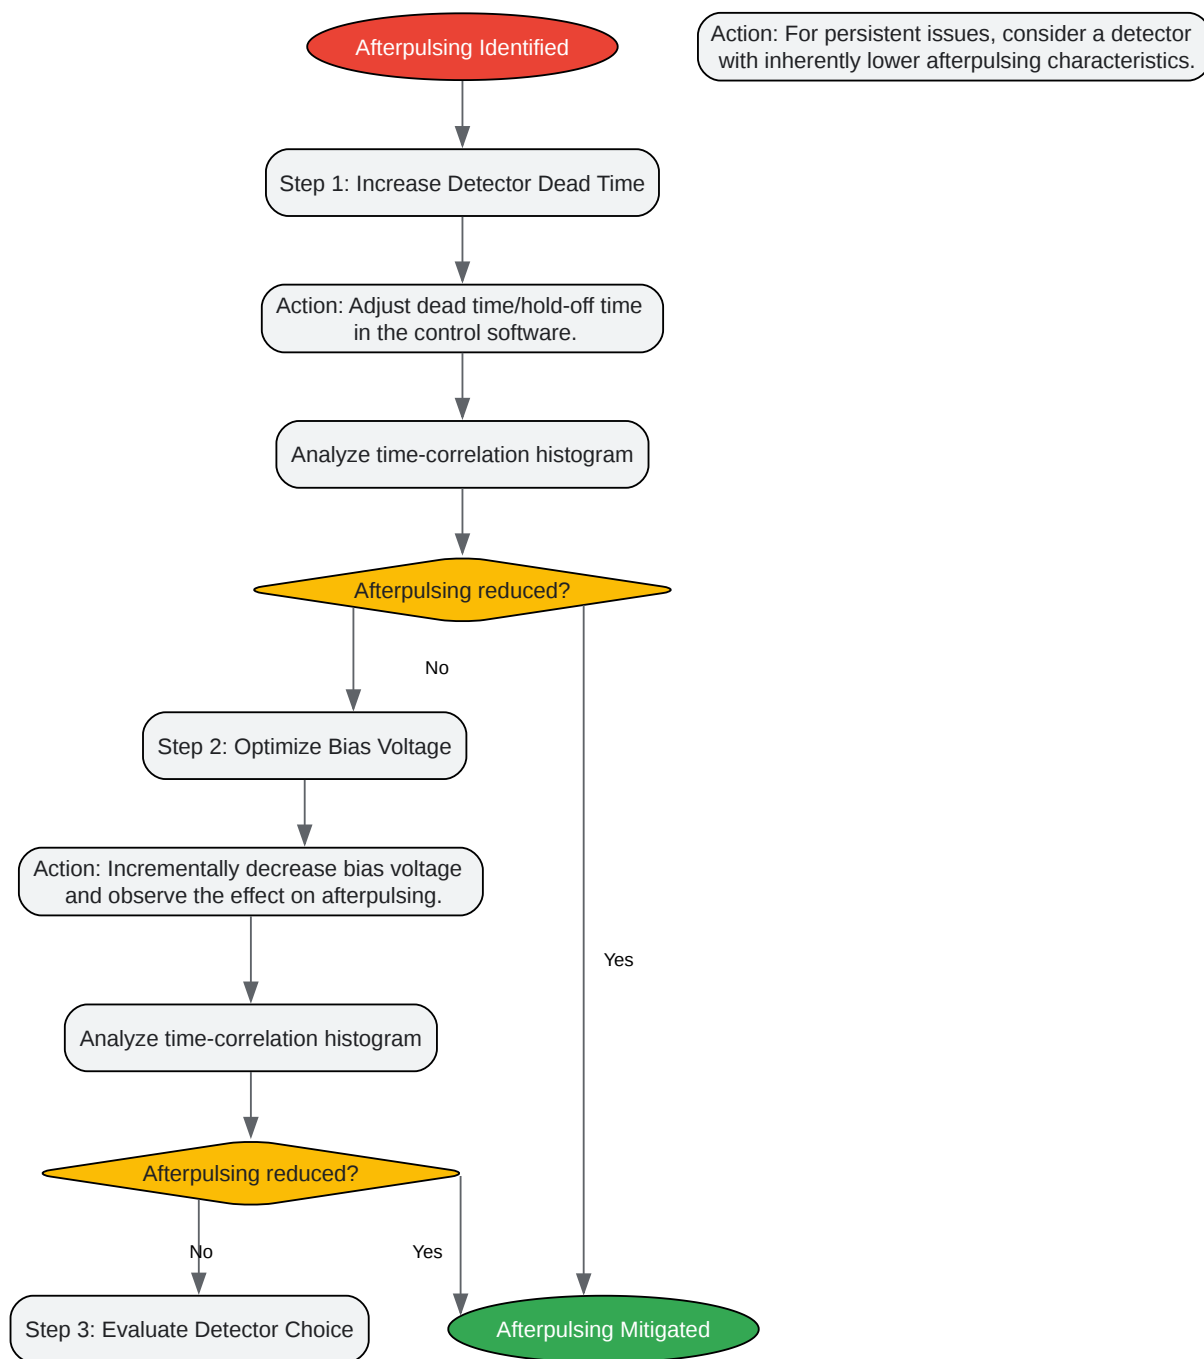 Afterpulsing Identified
Action: For persistent issues, consider a detector
with inherently lower afterpulsing characteristics.
Step 1: Increase Detector Dead Time
Action: Adjust dead time/hold-off time
in the control software.
Analyze time-correlation histogram
Afterpulsing reduced?
No
Step 2: Optimize Bias Voltage
Action: Incrementally decrease bias voltage
and observe the effect on afterpulsing.
Yes
Analyze time-correlation histogram
Afterpulsing reduced?
No
Yes
Step 3: Evaluate Detector Choice
Afterpulsing Mitigated